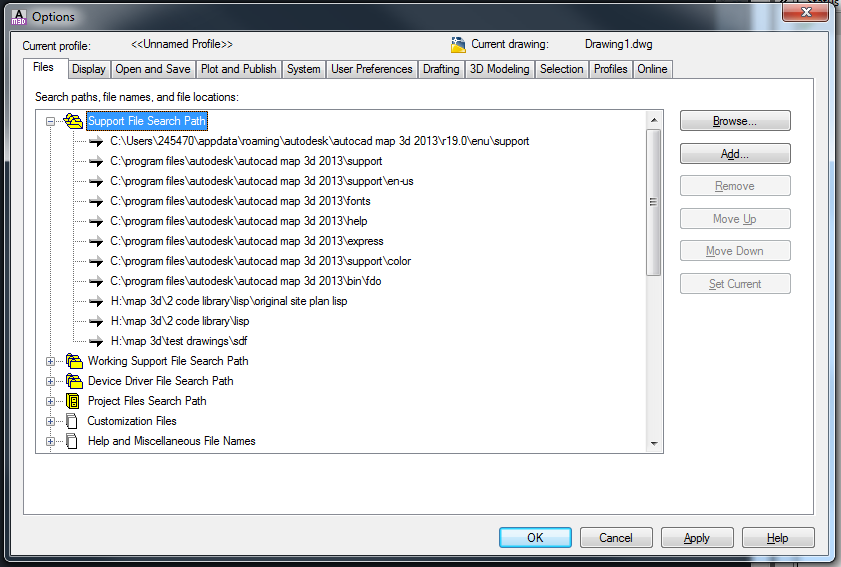 Options
Current profile: <<Unnamed Profile>> Current drawing: Drawing1.dwg
Files Display Open and Save Plot and Publish System User Preferences Drafting 3D Modeling Selection Profiles Online
Search paths, file names, and file locations:
Support File Search Path
C:\Users\245470\appdata\roaming\autodesk\autocad map 3d 2013\r19.0\enu\support
C:\program files\autodesk\autocad map 3d 2013\support
C:\program files\autodesk\autocad map 3d 2013\support\en-us
C:\program files\autodesk\autocad map 3d 2013\fonts
C:\program files\autodesk\autocad map 3d 2013\help
C:\program files\autodesk\autocad map 3d 2013\express
C:\program files\autodesk\autocad map 3d 2013\support\color
C:\program files\autodesk\autocad map 3d 2013\bin\fdo
H:\map 3d\2 code library\lisp\original site plan lisp
H:\map 3d\2 code library\lisp
H:\map 3d\test drawings\sdf
Working Support File Search Path
Device Driver File Search Path
Project Files Search Path
Customization Files
Help and Miscellaneous File Names
Browse...
Add...
Remove
Move Up
Move Down
Set Current
OK Cancel Apply Help